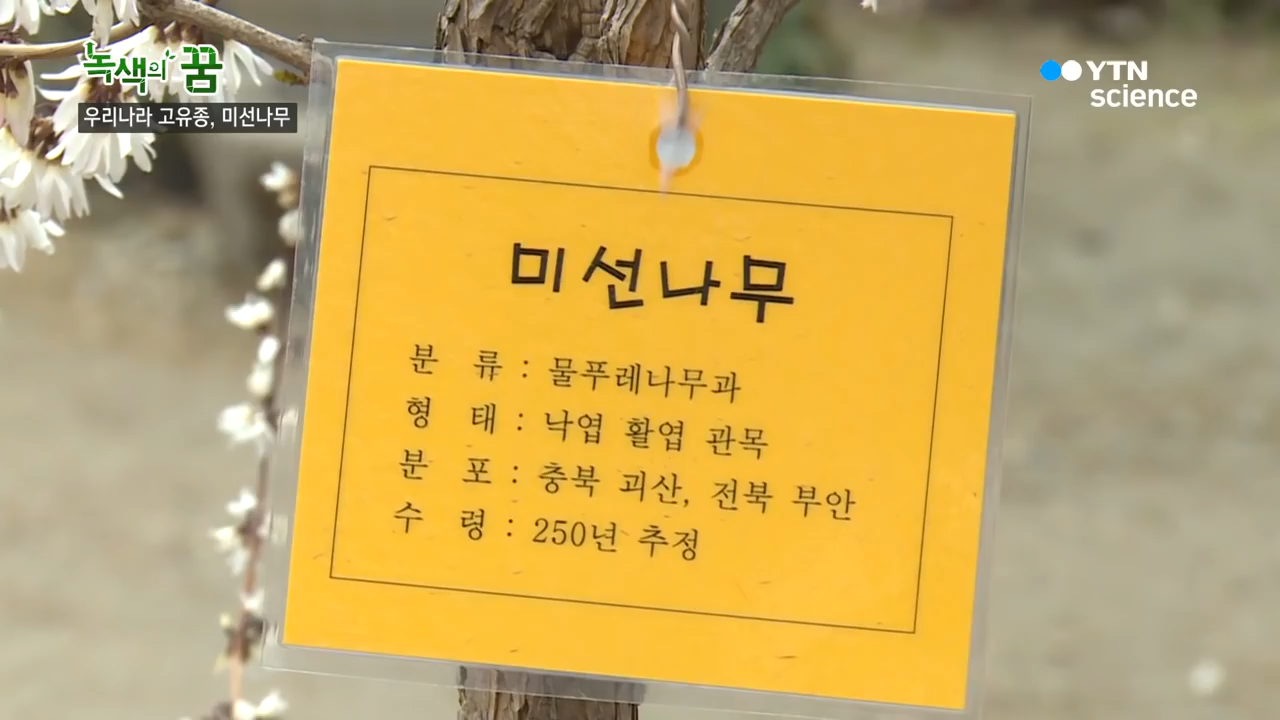 녹색의 꿈
우리나라 고유종, 미선나무
YTN
science
미선나무
분 류 : 물푸레나무과
형 태 : 낙엽 활엽 관목
분 포 : 충북 괴산, 전북 부안
수 령 : 250년 추정